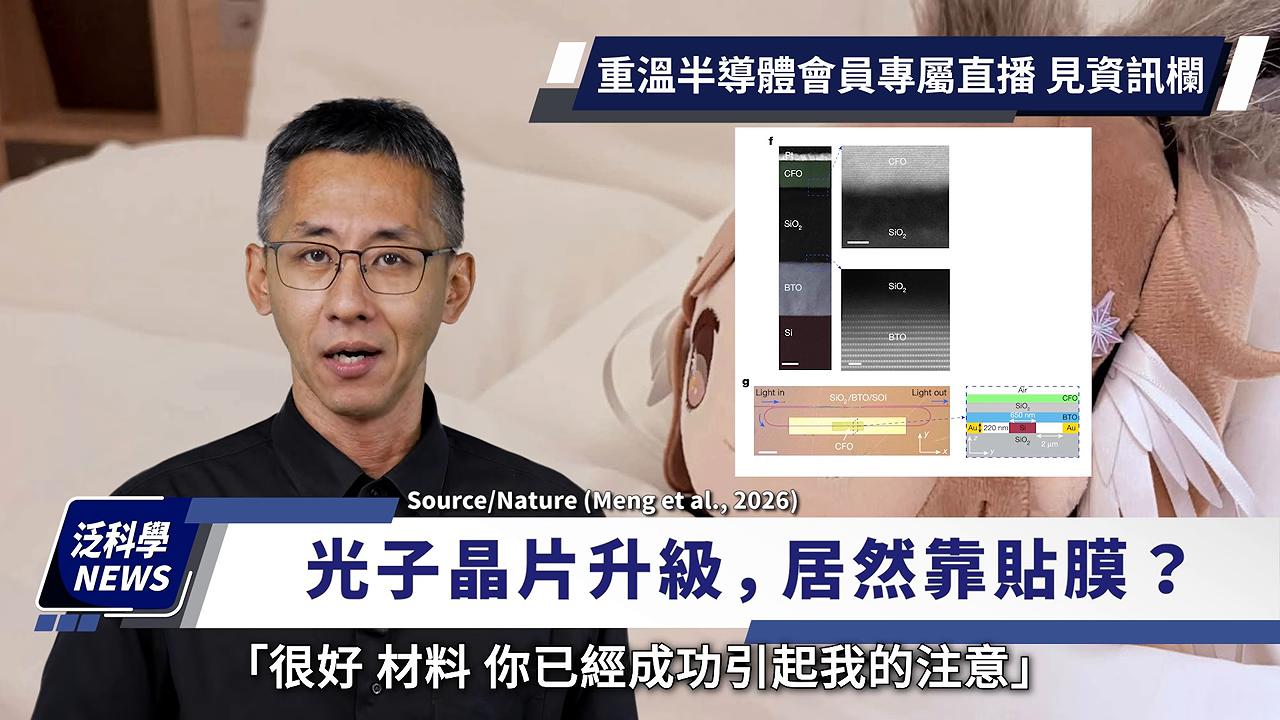 重溫半導體會員專屬直播 見資訊欄
f
Pt
CFO
SiO2
BTO
Si
CFO
SiO2
SiO2
BTO
g
Light in
SiO2/BTO/SOI
Light out
CFO
y
x
Air
CFO
SiO2
650 nm
BTO
Au
220 nm
Si
Au
SiO2
2 μm
z
y
Source/Nature (Meng et al., 2026)
泛科學
NEWS
光子晶片升級，居然靠貼膜？
「很好 材料 你已經成功引起我的注意」